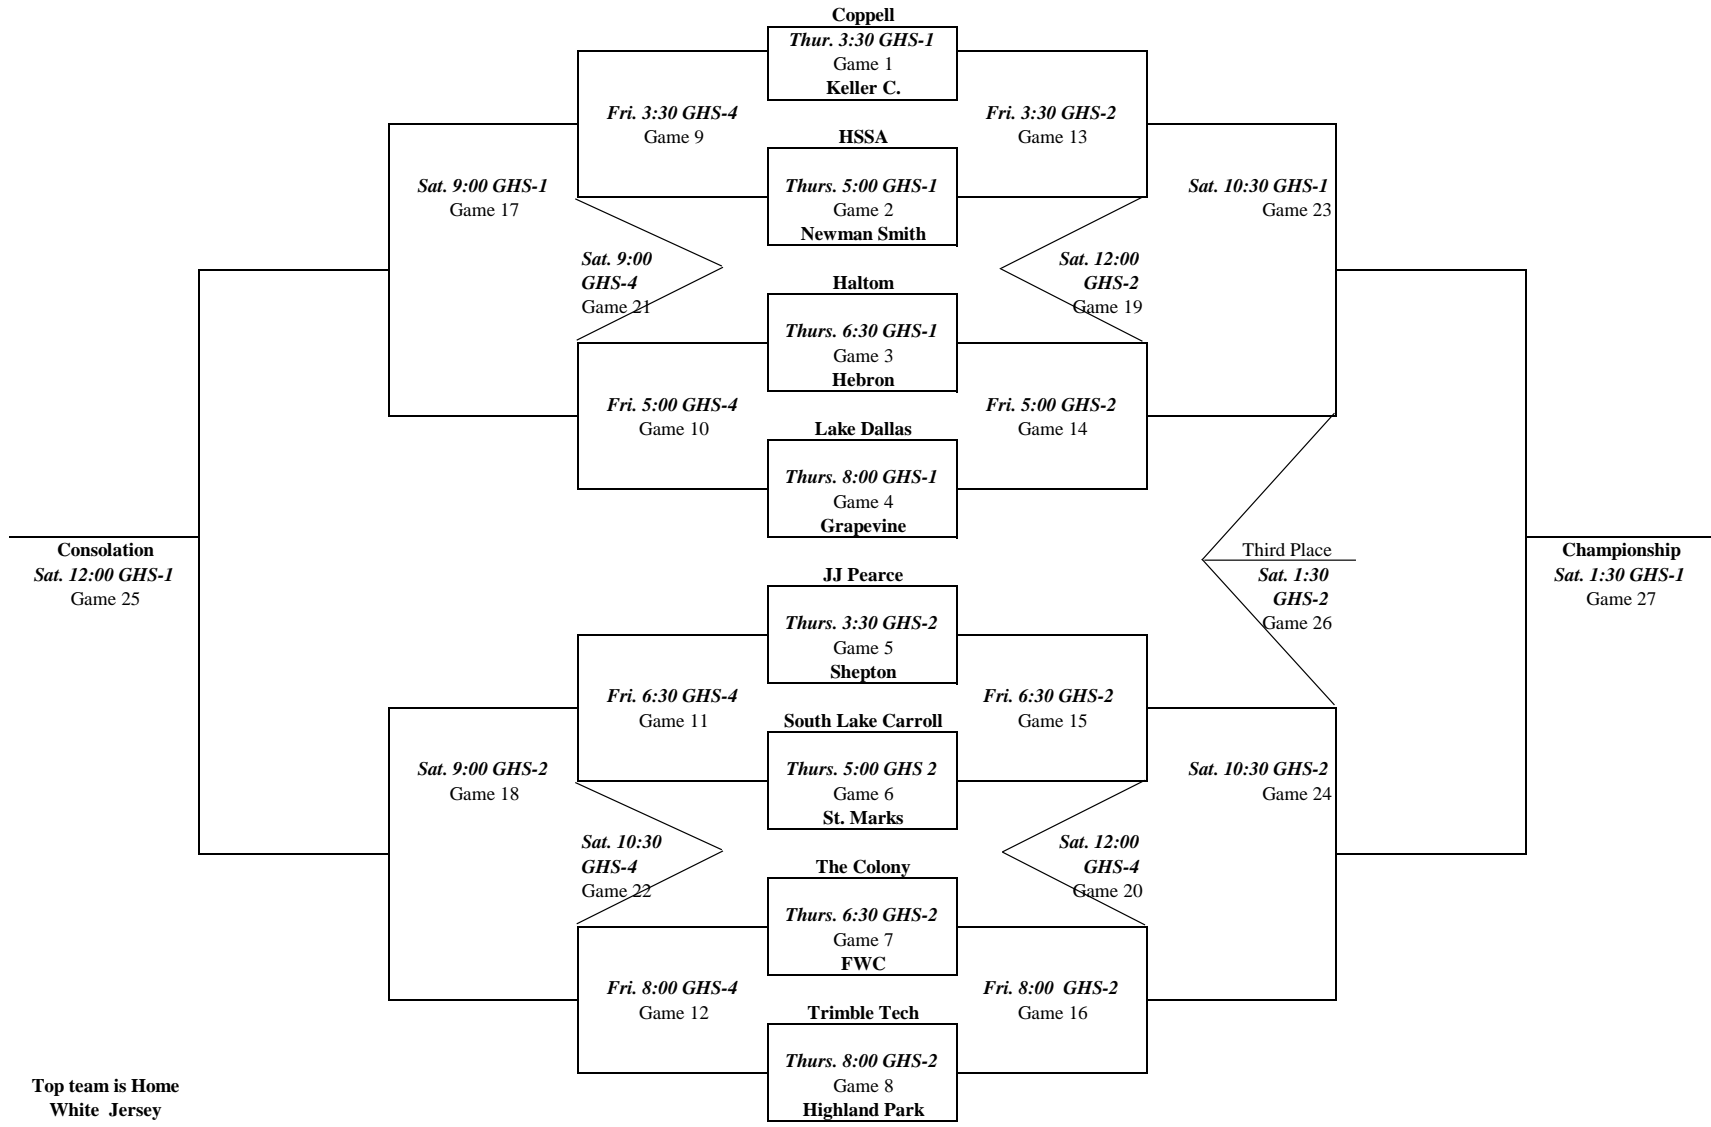 Coppell
Thur. 3:30 GHS-1
Game 1
Keller C.
Fri. 3:30 GHS-4
Game 9
Fri. 3:30 GHS-2
Game 13
HSSA
Thurs. 5:00 GHS-1
Game 2
Newman Smith
Sat. 9:00 GHS-1
Game 17
Sat. 10:30 GHS-1
Game 23
Sat. 9:00
GHS-4
Game 21
Sat. 12:00
GHS-2
Game 19
Haltom
Thurs. 6:30 GHS-1
Game 3
Hebron
Fri. 5:00 GHS-4
Game 10
Fri. 5:00 GHS-2
Game 14
Lake Dallas
Thurs. 8:00 GHS-1
Game 4
Grapevine
Consolation
Sat. 12:00 GHS-1
Game 25
Third Place
Sat. 1:30
GHS-2
Game 26
Championship
Sat. 1:30 GHS-1
Game 27
JJ Pearce
Thurs. 3:30 GHS-2
Game 5
Shepton
Fri. 6:30 GHS-4
Game 11
Fri. 6:30 GHS-2
Game 15
South Lake Carroll
Thurs. 5:00 GHS 2
Game 6
St. Marks
Sat. 9:00 GHS-2
Game 18
Sat. 10:30 GHS-2
Game 24
Sat. 10:30
GHS-4
Game 22
Sat. 12:00
GHS-4
Game 20
The Colony
Thurs. 6:30 GHS-2
Game 7
FWC
Fri. 8:00 GHS-4
Game 12
Fri. 8:00  GHS-2
Game 16
Trimble Tech
Thurs. 8:00 GHS-2
Game 8
Highland Park
Top team is Home
White  Jersey